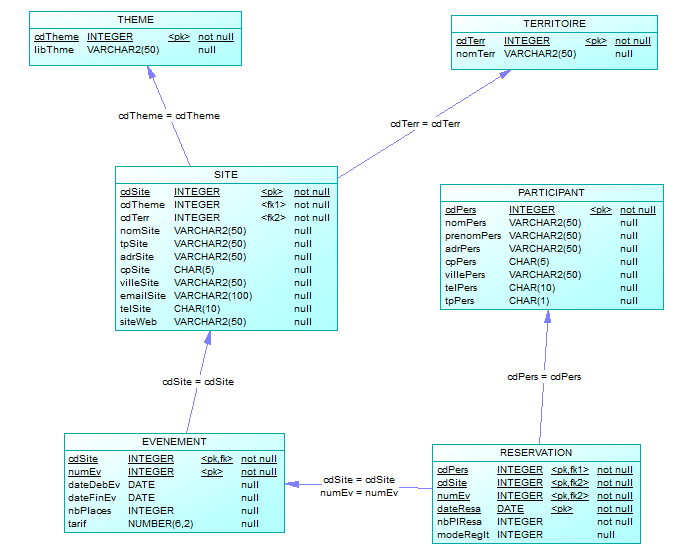 THEME
cdTheme INTEGER <pk> not null
libThme VARCHAR2(50) null
TERRITOIRE
cdTerr INTEGER <pk> not null
nomTerr VARCHAR2(50) null
cdTheme = cdTheme
cdTerr = cdTerr
SITE
cdSite INTEGER <pk> not null
cdTheme INTEGER <fk1> not null
cdTerr INTEGER <fk2> not null
nomSite VARCHAR2(50) null
tpSite VARCHAR2(50) null
adrSite VARCHAR2(50) null
cpSite CHAR(5) null
villeSite VARCHAR2(50) null
emailSite VARCHAR2(100) null
telSite CHAR(10) null
siteWeb VARCHAR2(50) null
PARTICIPANT
cdPers INTEGER <pk> not null
nomPers VARCHAR2(50) null
prenomPers VARCHAR2(50) null
adrPers VARCHAR2(50) null
cpPers CHAR(5) null
villePers VARCHAR2(50) null
telPers CHAR(10) null
tpPers CHAR(1) null
cdSite = cdSite
cdPers = cdPers
EVENEMENT
cdSite INTEGER <pk,fk> not null
numEv INTEGER <pk> not null
dateDebEv DATE null
dateFinEv DATE null
nbPlaces INTEGER null
tarif NUMBER(6,2) null
cdSite = cdSite
numEv = numEv
RESERVATION
cdPers INTEGER <pk,fk1> not null
cdSite INTEGER <pk,fk2> not null
numEv INTEGER <pk,fk2> not null
dateResa DATE <pk> not null
nbPlResa INTEGER not null
modeReglt INTEGER null